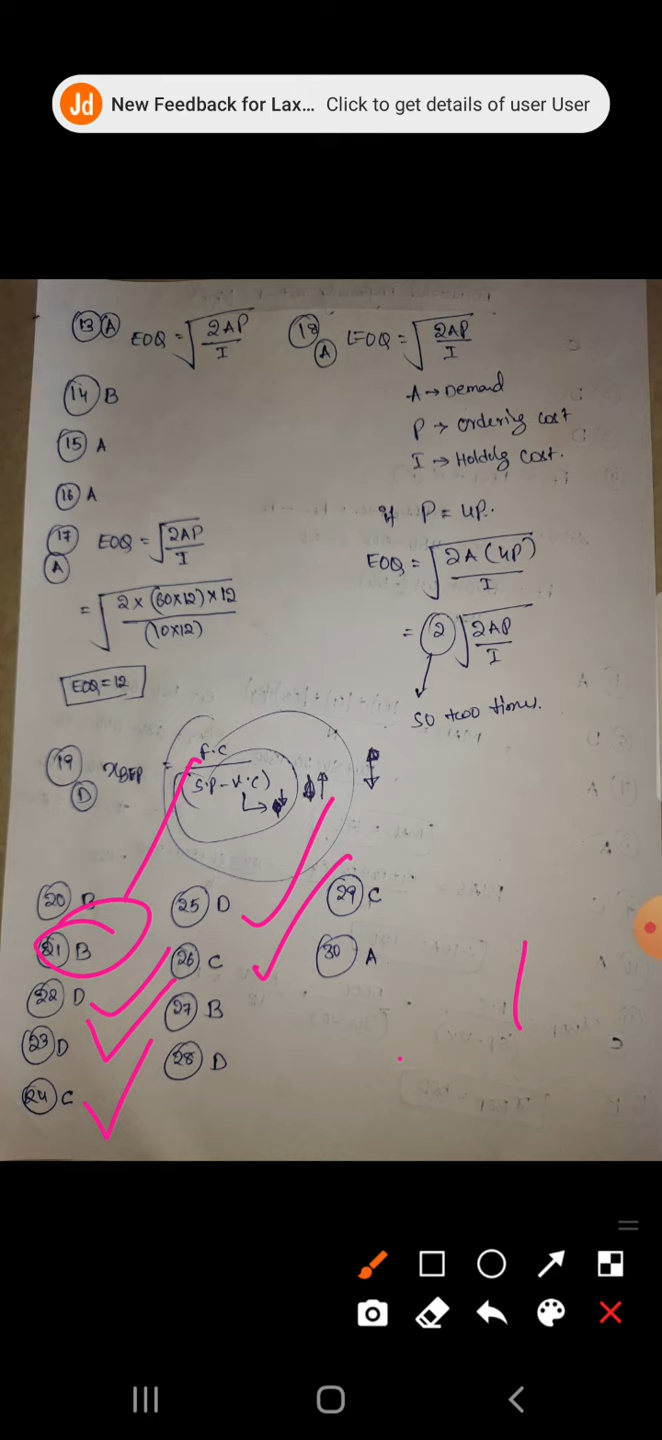 Jd New Feedback for Lax... Click to get details of user User
13 A EOQ = √(2AP/I)
14 B
15 A
16 A
17 A EOQ = √(2AP/I)
= √(2 × (60×12) × 12 / (10×12))
EOQ = 12
18 A EOQ = √(2AP/I)
A → Demand
P → Ordering cost
I → Holding cost.
if P = 4P.
EOQ = √(2A(4P)/I)
= 2 √(2AP/I)
so two times.
19 D xBEP = f.c / (S.P - V.C)
20 B
21 B
22 D
23 D
24 C
25 D
26 C
27 B
28 D
29 C
30 A